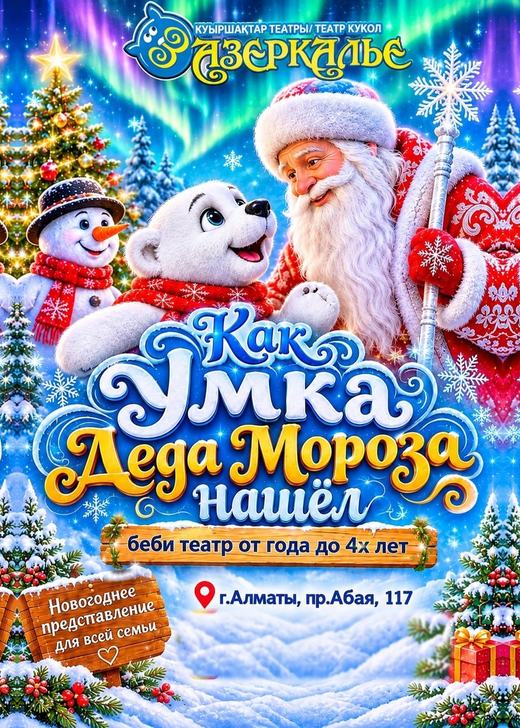 ҚУЫРШАҚТАР ТЕАТРЫ/ ТЕАТР КУКОЛ
ЗАЗЕРКАЛЬЕ
Как
Умка
Деда Мороза
нашёл
беби театр от года до 4х лет
г.Алматы, пр.Абая, 117
Новогоднее
представление
для всей семьи